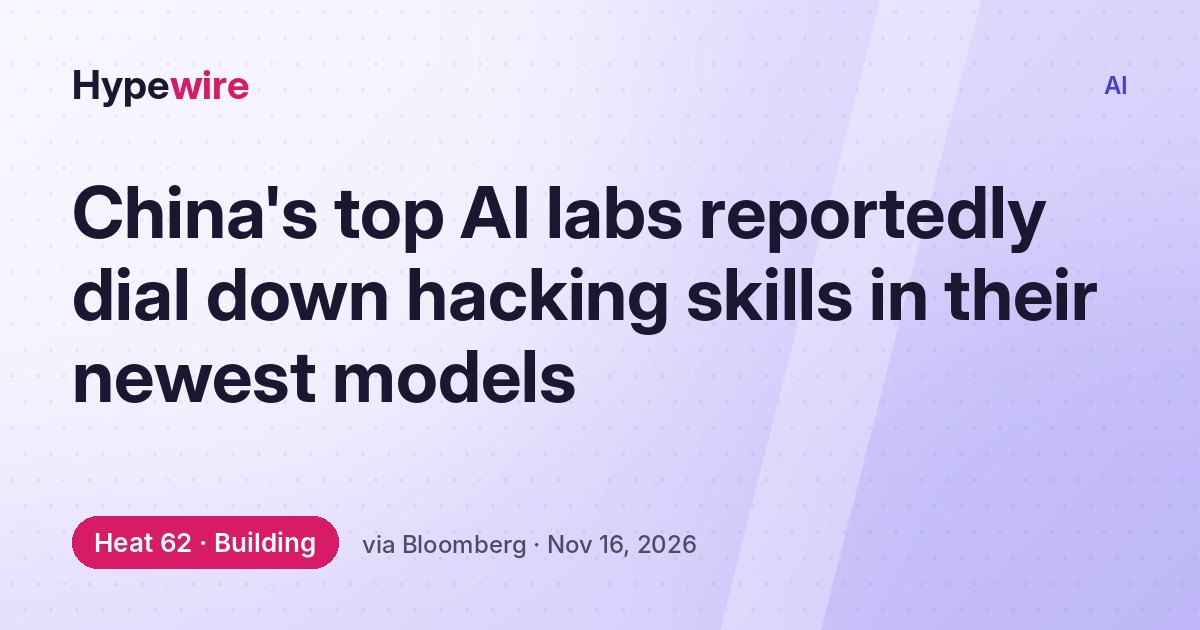 Hypewire
AI
China's top AI labs reportedly
dial down hacking skills in their
newest models
Heat 62 · Building
via Bloomberg · Nov 16, 2026